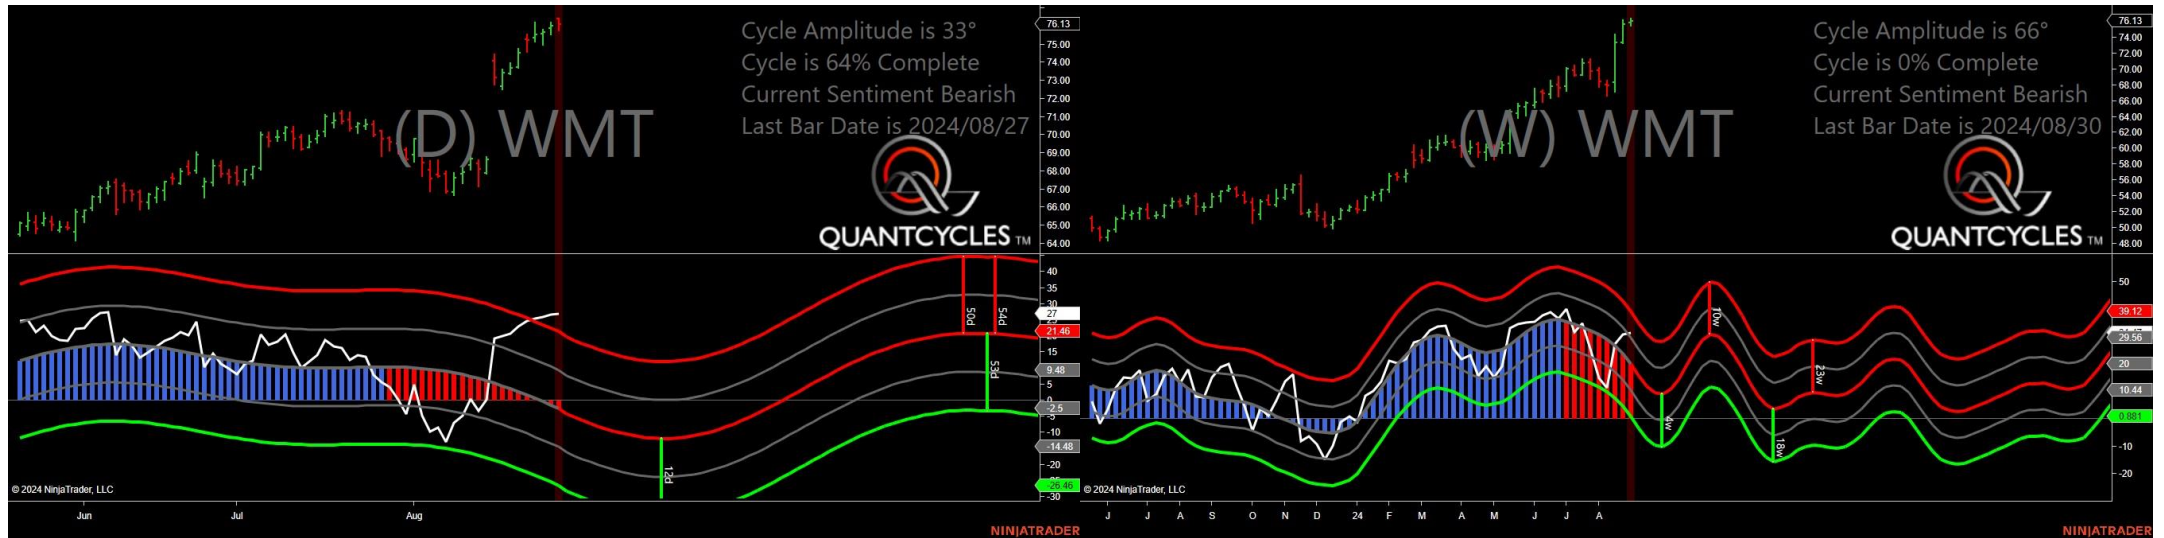 Cycle Amplitude is 33°
Cycle is 64% Complete
Current Sentiment Bearish
Last Bar Date is 2024/08/27
(D) WMT
QUANTCYCLES TM
76.13
75.00
74.00
73.00
72.00
71.00
70.00
69.00
68.00
67.00
66.00
65.00
64.00
40
35
30
27
21.46
15
9.48
5
0
-2.5
-5
-10
-14.48
-20
-26.46
-30
50d
54d
53d
12d
© 2024 NinjaTrader, LLC
Jun Jul Aug
NINJATRADER
Cycle Amplitude is 66°
Cycle is 0% Complete
Current Sentiment Bearish
Last Bar Date is 2024/08/30
(W) WMT
QUANTCYCLES TM
76.13
74.00
72.00
70.00
68.00
66.00
64.00
62.00
60.00
58.00
56.00
54.00
52.00
50.00
48.00
50
39.12
29.56
20
10.44
0.881
-10
-20
10w
23w
4w
18w
© 2024 NinjaTrader, LLC
J J A S O N D 24 F M A M J J A
NINJATRADER